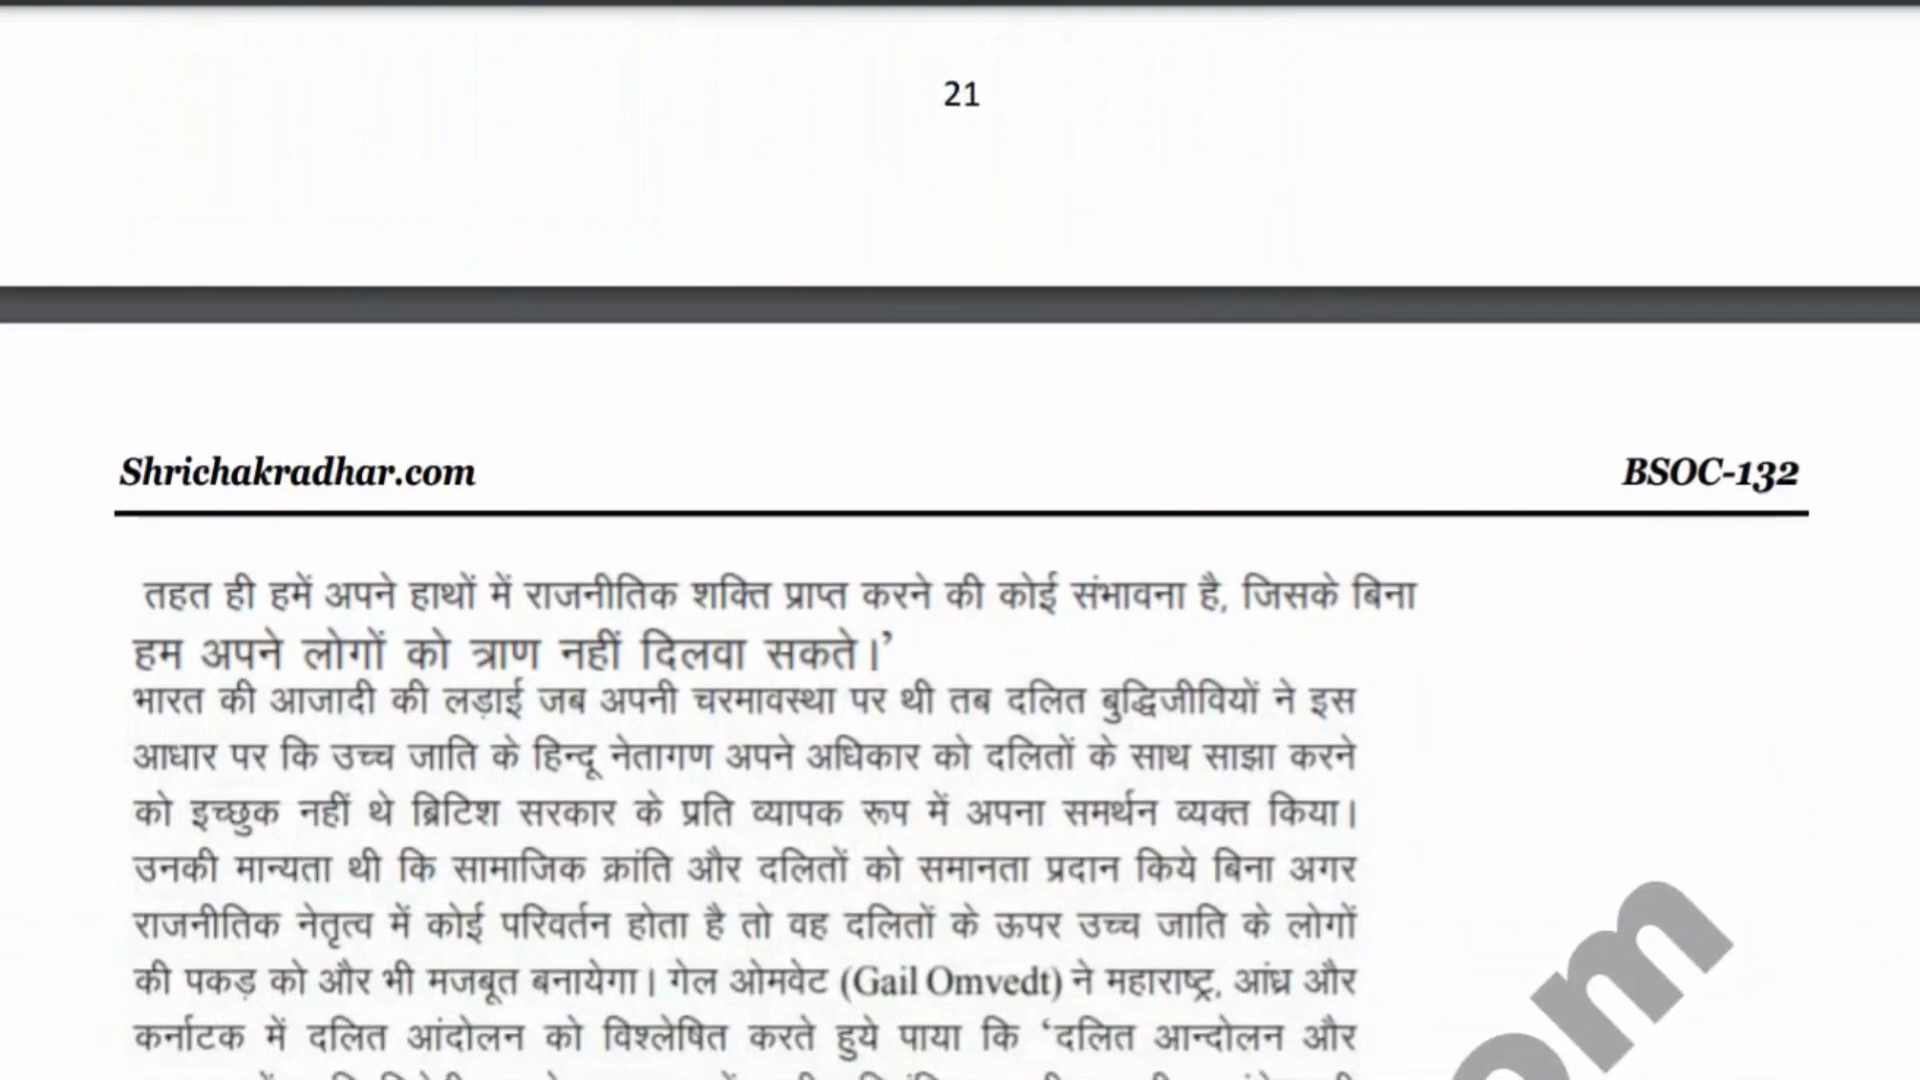 21
Shrichakradhar.com BSOC-132
तहत ही हमें अपने हाथों में राजनीतिक शक्ति प्राप्त करने की कोई संभावना है, जिसके बिना
हम अपने लोगों को त्राण नहीं दिलवा सकते।’
भारत की आजादी की लड़ाई जब अपनी चरमावस्था पर थी तब दलित बुद्धिजीवियों ने इस
आधार पर कि उच्च जाति के हिन्दू नेतागण अपने अधिकार को दलितों के साथ साझा करने
को इच्छुक नहीं थे ब्रिटिश सरकार के प्रति व्यापक रूप में अपना समर्थन व्यक्त किया।
उनकी मान्यता थी कि सामाजिक क्रांति और दलितों को समानता प्रदान किये बिना अगर
राजनीतिक नेतृत्व में कोई परिवर्तन होता है तो वह दलितों के ऊपर उच्च जाति के लोगों
की पकड़ को और भी मजबूत बनायेगा। गेल ओमवेट (Gail Omvedt) ने महाराष्ट्र, आंध्र और
कर्नाटक में दलित आंदोलन को विश्लेषित करते हुये पाया कि ‘दलित आन्दोलन और
om